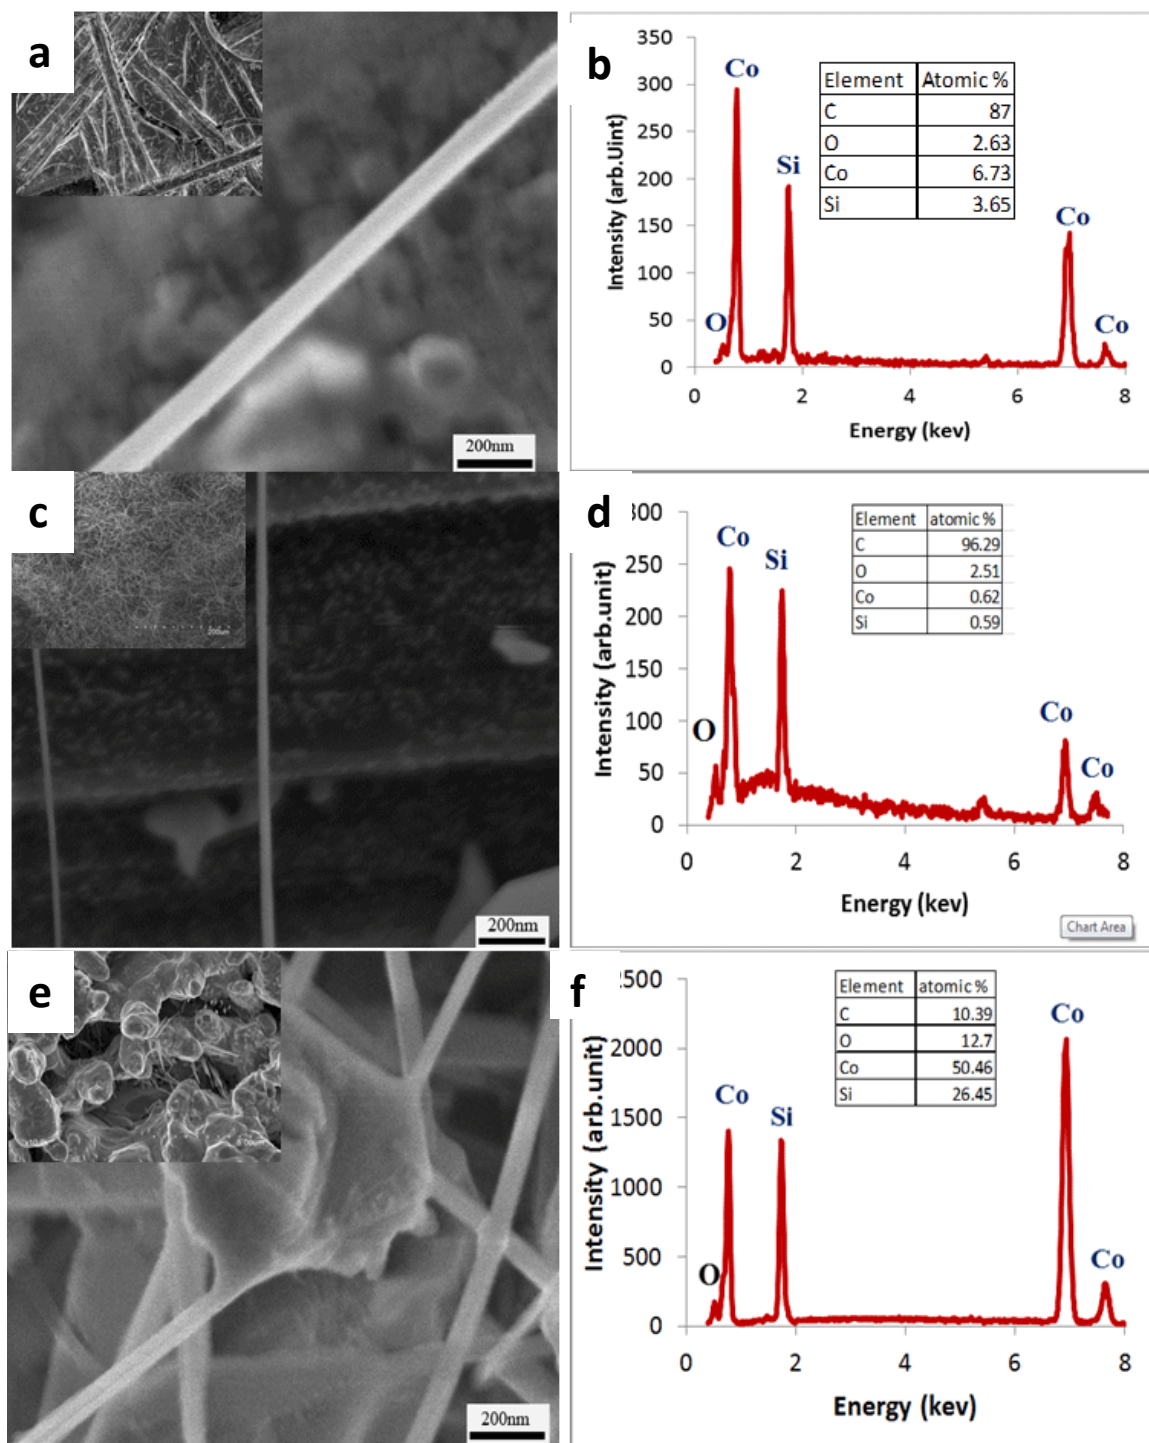 a
200nm
b
350
300
250
200
150
100
50
0
Intensity (arb.Uint)
Co
Si
O
Co
Co
Element Atomic %
C 87
O 2.63
Co 6.73
Si 3.65
0 2 4 6 8
Energy (kev)
c
200um
200nm
d
300
250
200
150
100
50
0
Intensity (arb.unit)
Co
Si
O
Co
Co
Element atomic %
C 96.29
O 2.51
Co 0.62
Si 0.59
0 2 4 6 8
Energy (kev)
Chart Area
e
200nm
f
2500
2000
1500
1000
500
0
Intensity (arb.unit)
Co
Si
O
Co
Co
Element atomic %
C 10.39
O 12.7
Co 50.46
Si 26.45
0 2 4 6 8
Energy (kev)